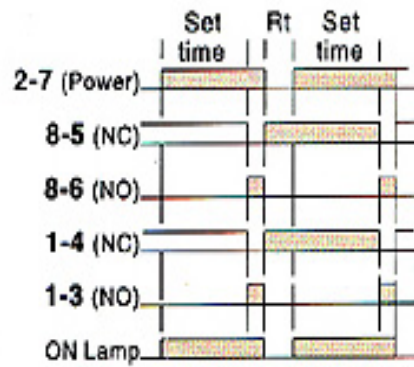 Set Rt Set
time time
2-7 (Power)
8-5 (NC)
8-6 (NO)
1-4 (NC)
1-3 (NO)
ON Lamp